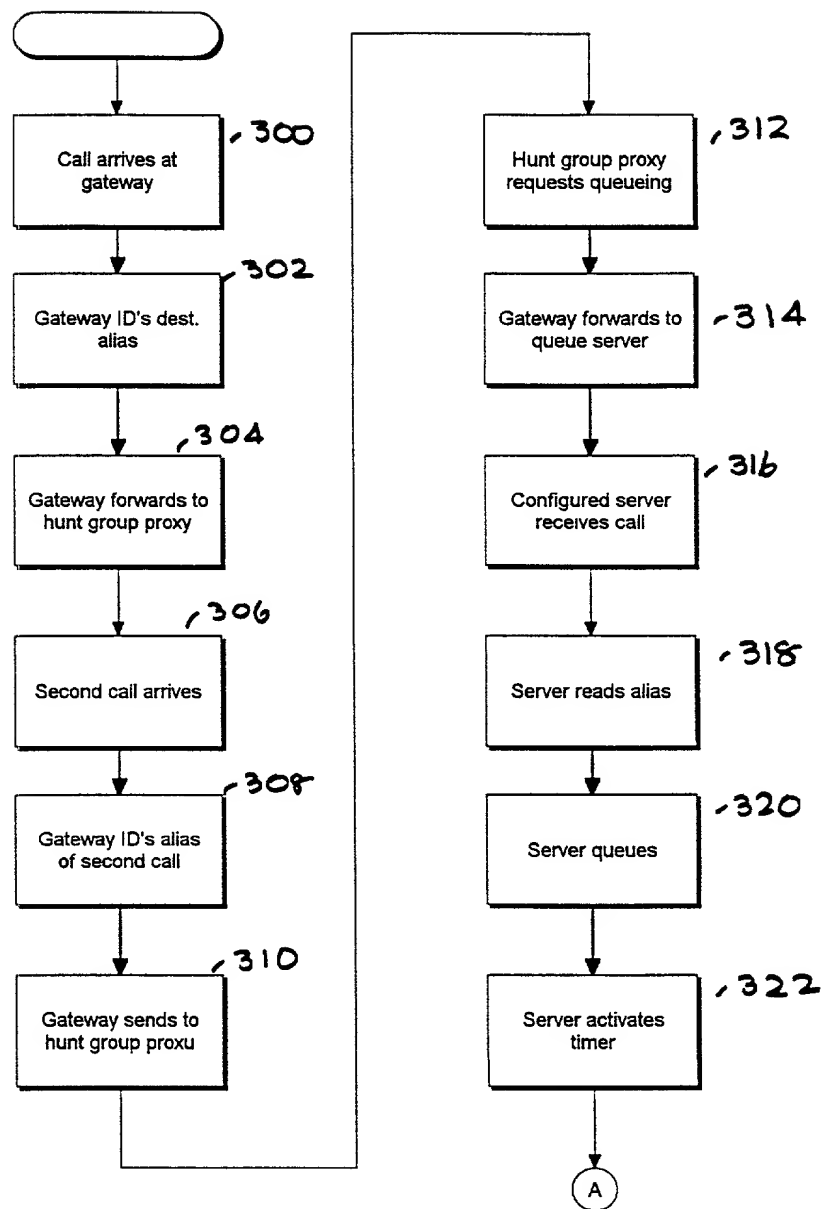 300
Call arrives at
gateway
302
Gateway ID's dest.
alias
304
Gateway forwards to
hunt group proxy
306
Second call arrives
308
Gateway ID's alias
of second call
310
Gateway sends to
hunt group proxu
312
Hunt group proxy
requests queueing
314
Gateway forwards to
queue server
316
Configured server
receives call
318
Server reads alias
320
Server queues
322
Server activates
timer
A